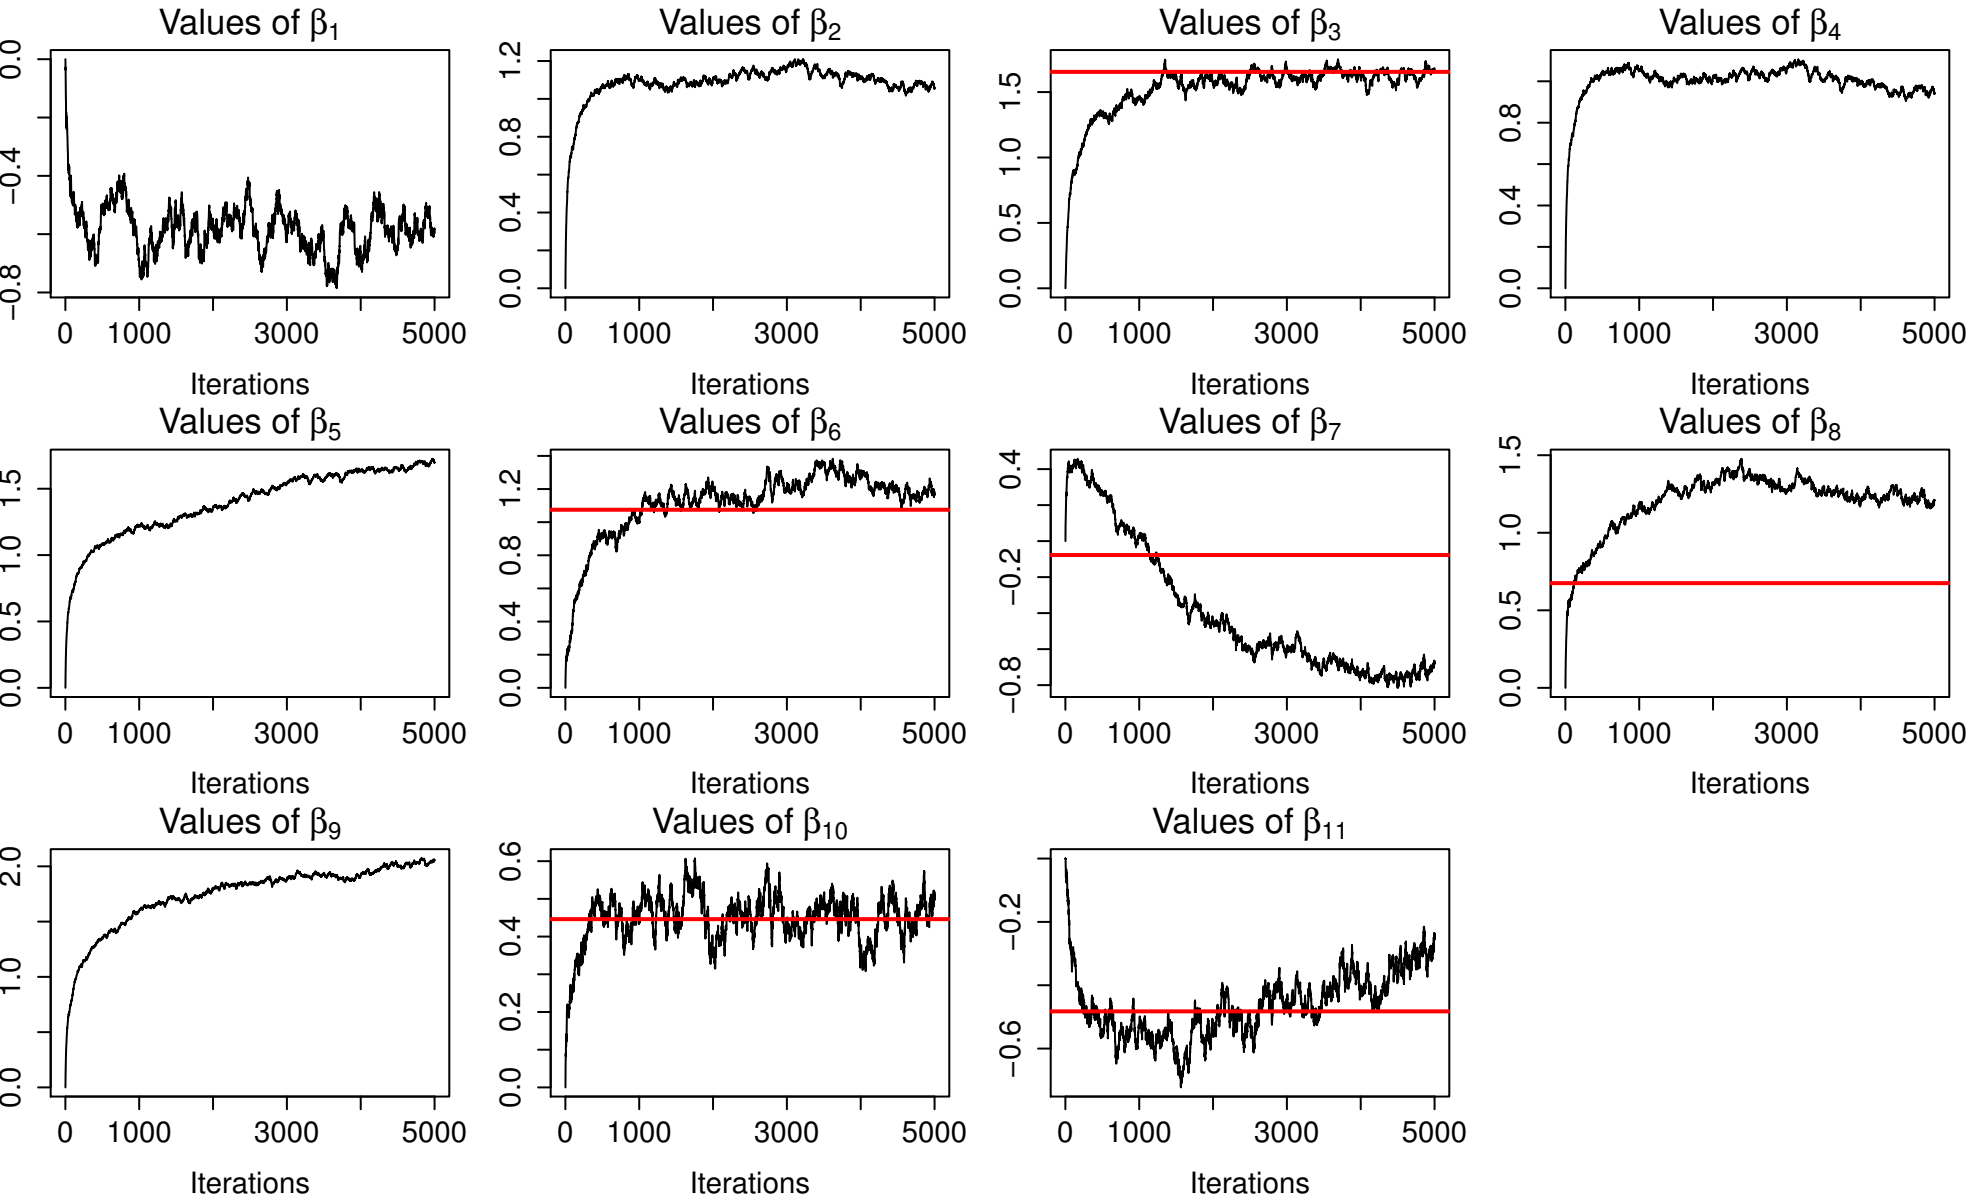 Values of β1
0.0
−0.4
−0.8
0 1000 3000 5000
Iterations
Values of β2
1.2
0.8
0.4
0.0
0 1000 3000 5000
Iterations
Values of β3
1.5
1.0
0.5
0.0
0 1000 3000 5000
Iterations
Values of β4
0.8
0.4
0.0
0 1000 3000 5000
Iterations
Values of β5
1.5
1.0
0.5
0.0
0 1000 3000 5000
Iterations
Values of β6
1.2
0.8
0.4
0.0
0 1000 3000 5000
Iterations
Values of β7
0.4
−0.2
−0.8
0 1000 3000 5000
Iterations
Values of β8
1.5
1.0
0.5
0.0
0 1000 3000 5000
Iterations
Values of β9
2.0
1.0
0.0
0 1000 3000 5000
Iterations
Values of β10
0.6
0.4
0.2
0.0
0 1000 3000 5000
Iterations
Values of β11
−0.2
−0.6
0 1000 3000 5000
Iterations